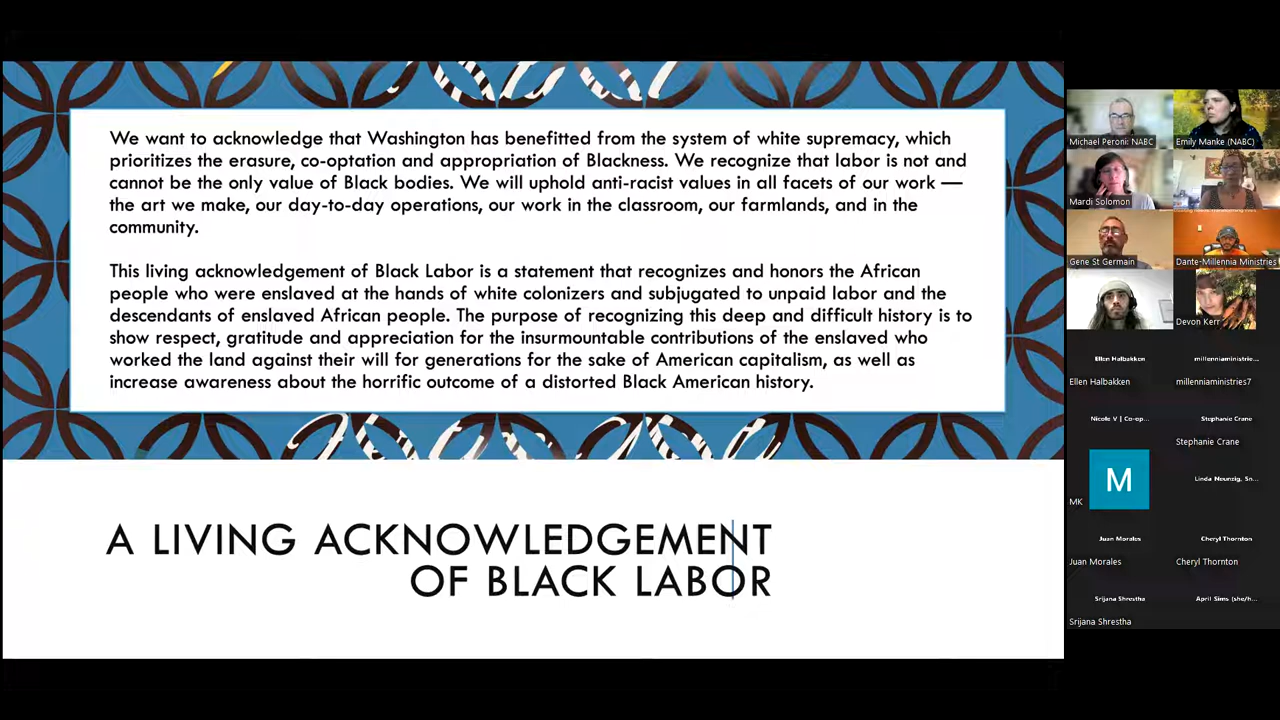 We want to acknowledge that Washington has benefitted from the system of white supremacy, which
prioritizes the erasure, co-optation and appropriation of Blackness. We recognize that labor is not and
cannot be the only value of Black bodies. We will uphold anti-racist values in all facets of our work —
the art we make, our day-to-day operations, our work in the classroom, our farmlands, and in the
community.
This living acknowledgement of Black Labor is a statement that recognizes and honors the African
people who were enslaved at the hands of white colonizers and subjugated to unpaid labor and the
descendants of enslaved African people. The purpose of recognizing this deep and difficult history is to
show respect, gratitude and appreciation for the insurmountable contributions of the enslaved who
worked the land against their will for generations for the sake of American capitalism, as well as
increase awareness about the horrific outcome of a distorted Black American history.
A LIVING ACKNOWLEDGEMENT
OF BLACK LABOR
Michael Peroni: NABC
Emily Manke (NABC)
Mardi Solomon
Gene St Germain
Dante-Millennia Ministries
Devon Kerr
Ellen Halbakken
millenniaministrie...
Ellen Halbakken
millenniaministries7
Nicole V | Co-op...
Stephanie Crane
Stephanie Crane
M
MK
Linda Neunzig, Sn...
Juan Morales
Cheryl Thornton
Juan Morales
Cheryl Thornton
Srijana Shrestha
April Sims (she/h...
Srijana Shrestha